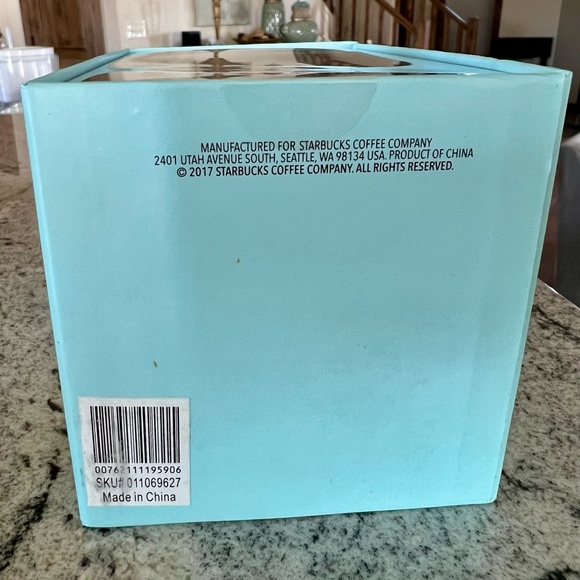 MANUFACTURED FOR STARBUCKS COFFEE COMPANY
2401 UTAH AVENUE SOUTH, SEATTLE, WA 98134 USA. PRODUCT OF CHINA
© 2017 STARBUCKS COFFEE COMPANY. ALL RIGHTS RESERVED.
00762111195906
SKU# 011069627
Made in China